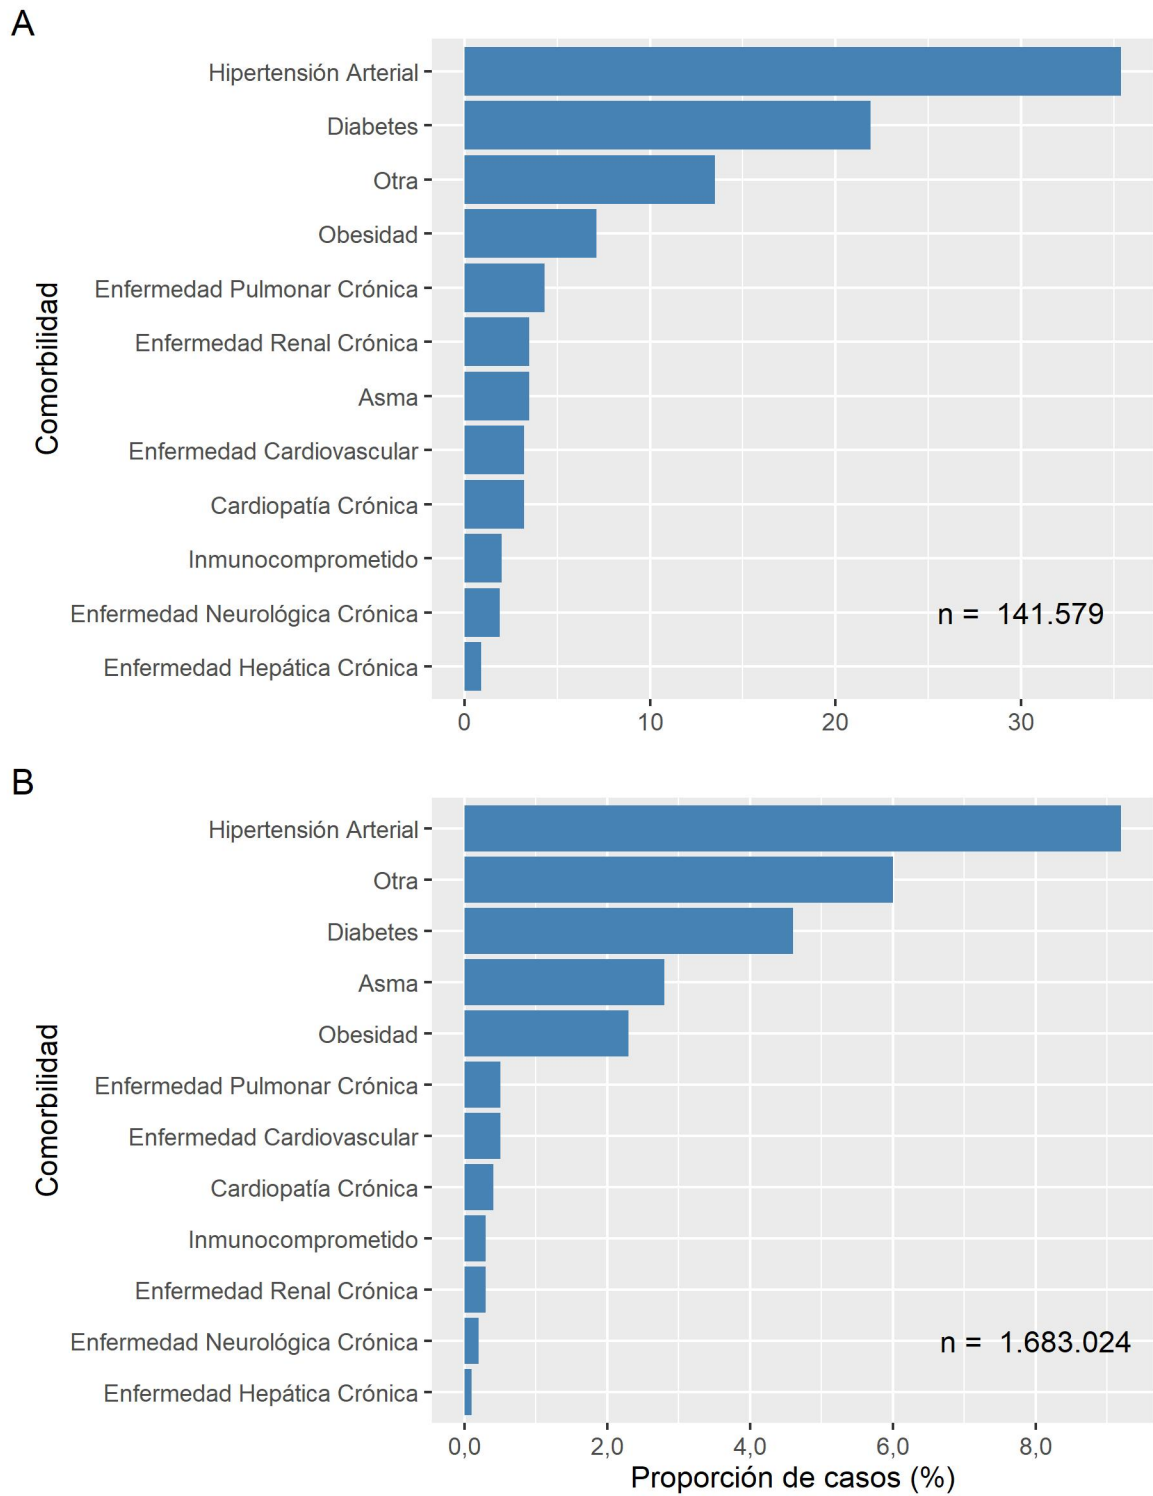 A
Hipertensión Arterial
Diabetes
Otra
Obesidad
Enfermedad Pulmonar Crónica
Enfermedad Renal Crónica
Asma
Enfermedad Cardiovascular
Cardiopatía Crónica
Inmunocomprometido
Enfermedad Neurológica Crónica
Enfermedad Hepática Crónica
Comorbilidad
n = 141.579
0 10 20 30
B
Hipertensión Arterial
Otra
Diabetes
Asma
Obesidad
Enfermedad Pulmonar Crónica
Enfermedad Cardiovascular
Cardiopatía Crónica
Inmunocomprometido
Enfermedad Renal Crónica
Enfermedad Neurológica Crónica
Enfermedad Hepática Crónica
Comorbilidad
n = 1.683.024
0,0 2,0 4,0 6,0 8,0
Proporción de casos (%)